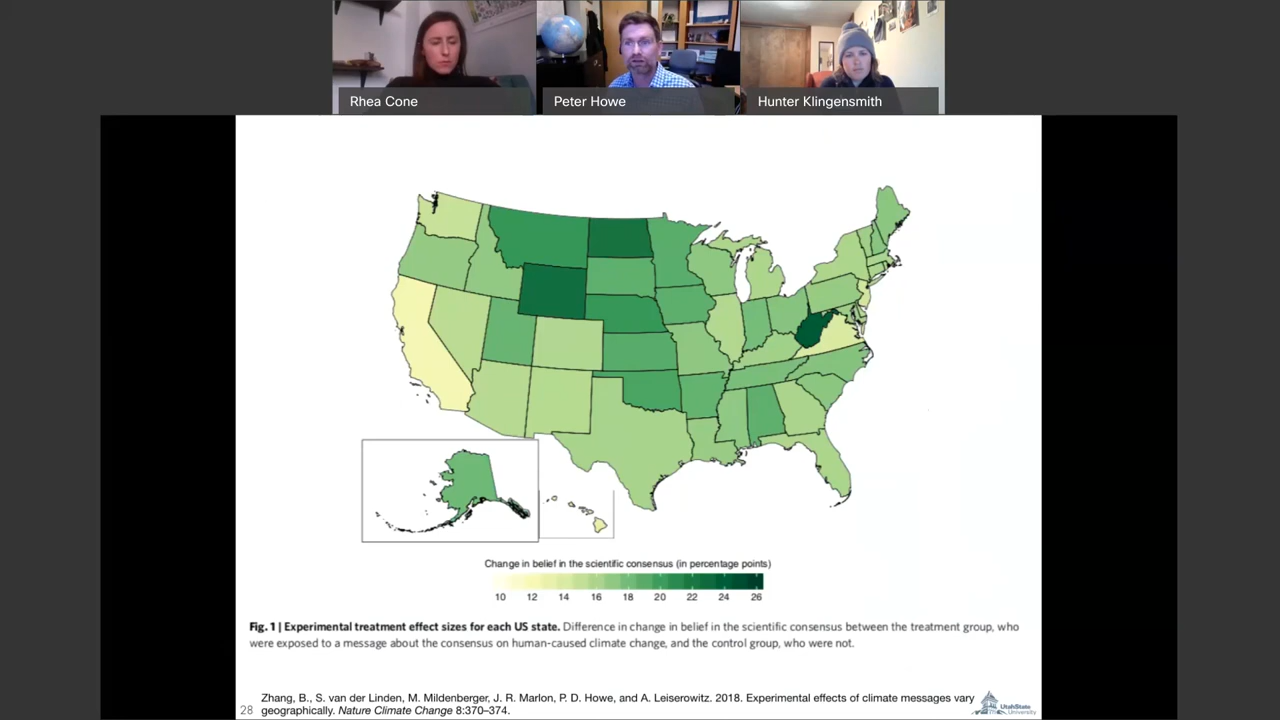 Rhea Cone
Peter Howe
Hunter Klingensmith
Change in belief in the scientific consensus (in percentage points)
10 12 14 16 18 20 22 24 26
Fig. 1 | Experimental treatment effect sizes for each US state. Difference in change in belief in the scientific consensus between the treatment group, who
were exposed to a message about the consensus on human-caused climate change, and the control group, who were not.
Zhang, B., S. van der Linden, M. Mildenberger, J. R. Marlon, P. D. Howe, and A. Leiserowitz. 2018. Experimental effects of climate messages vary
28 geographically. Nature Climate Change 8:370–374.
UtahState
University